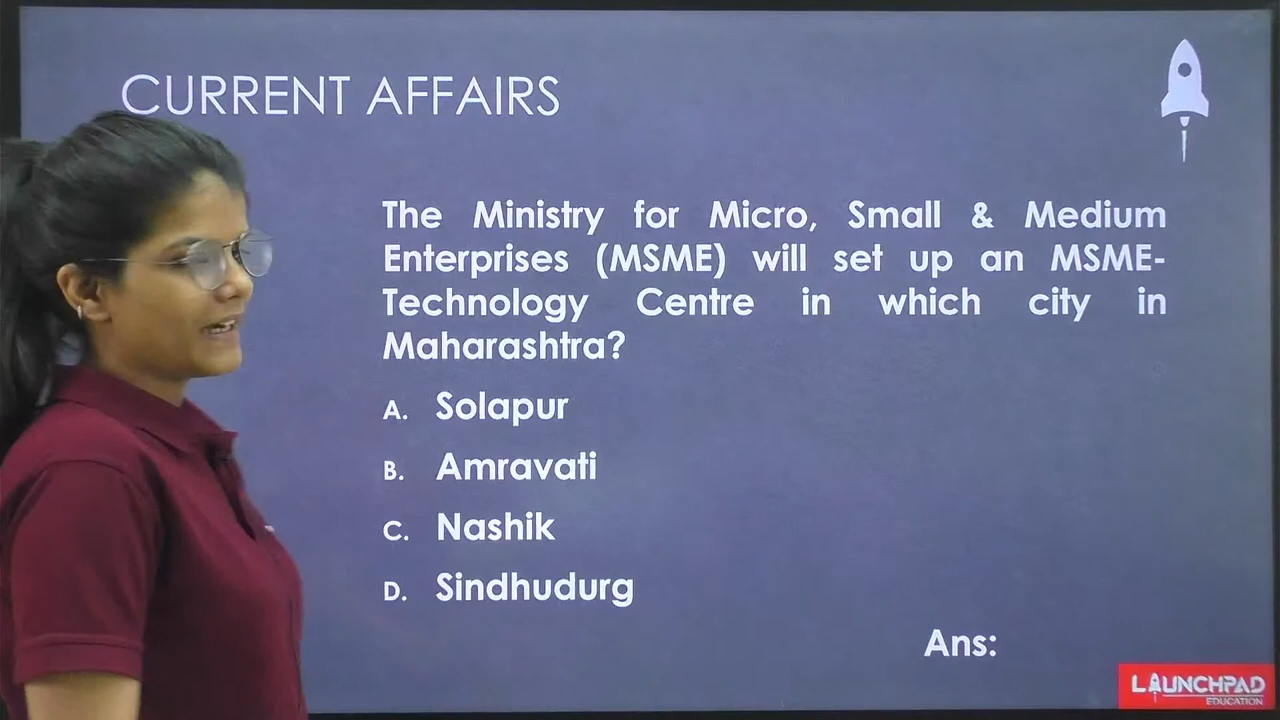 CURRENT AFFAIRS
The Ministry for Micro, Small & Medium
Enterprises (MSME) will set up an MSME-
Technology Centre in which city in
Maharashtra?
A. Solapur
B. Amravati
C. Nashik
D. Sindhudurg
Ans:
LAUNCHPAD
EDUCATION